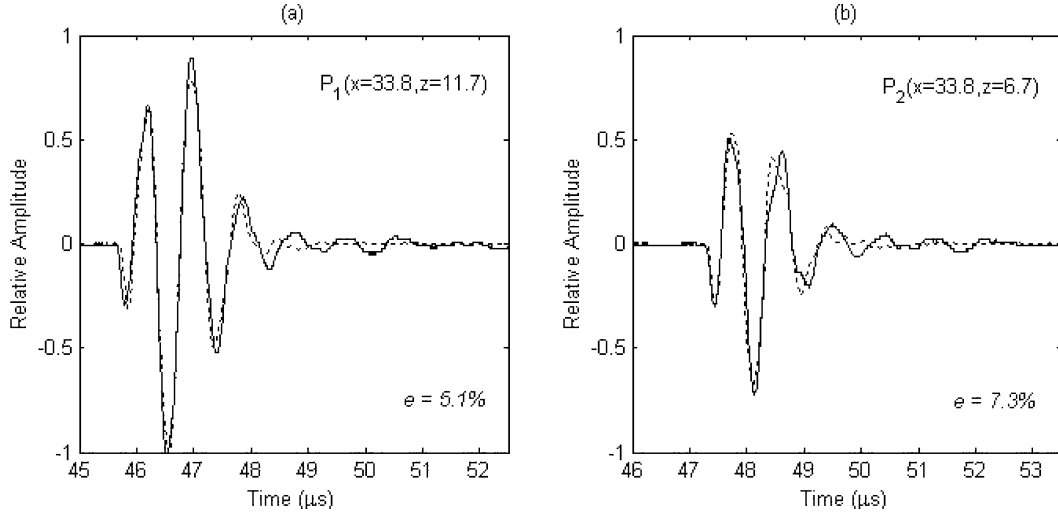 (a)
P1(x=33.8,z=11.7)
1
0.5
0
-0.5
-1
Relative Amplitude
e = 5.1%
45 46 47 48 49 50 51 52
Time (μs)
(b)
P2(x=33.8,z=6.7)
1
0.5
0
-0.5
-1
Relative Amplitude
e = 7.3%
46 47 48 49 50 51 52 53
Time (μs)